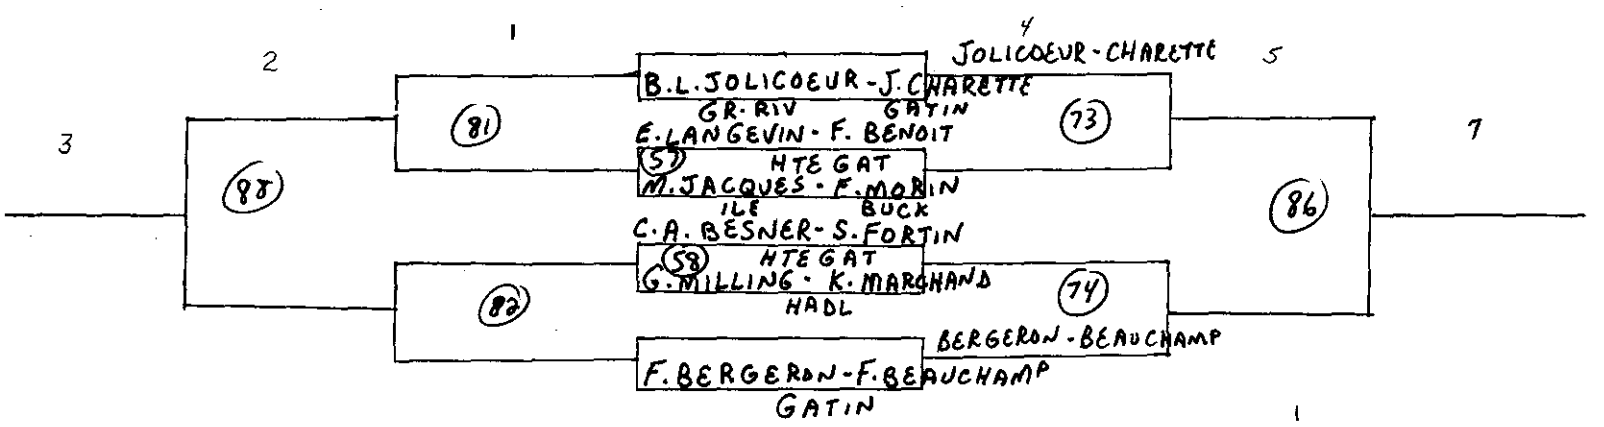 1
4
JOLICOEUR-CHARETTE
2
5
B.L.JOLICOEUR-J.CHARETTE
GR.RIV GATIN
81
73
E.LANGEVIN-F.BENOIT
3
7
57 HTE GAT
M.JACQUES-F.MORIN
88
ILE BUCK
86
C.A.BESNER-S.FORTIN
58 HTE GAT
G.MILLING-K.MARCHAND
82
74
HADL
BERGERON-BEAUCHAMP
F.BERGERON-F.BEAUCHAMP
GATIN